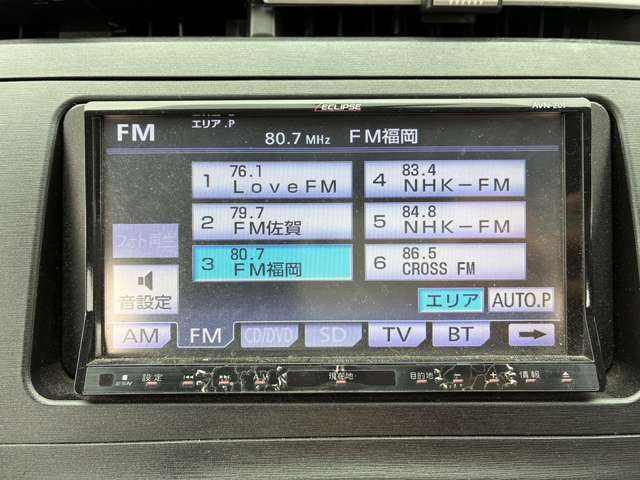 ECLIPSE
AVN-Z01
エリア.P
FM
80.7 MHz FM福岡
1 76.1 LoveFM
4 83.4 NHK-FM
2 79.7 FM佐賀
5 84.8 NHK-FM
3 80.7 FM福岡
6 86.5 CROSS FM
フォト再生
音設定
エリア
AUTO.P
AM
FM
CD/DVD
SD
TV
BT
設定
現在地
目的地
情報